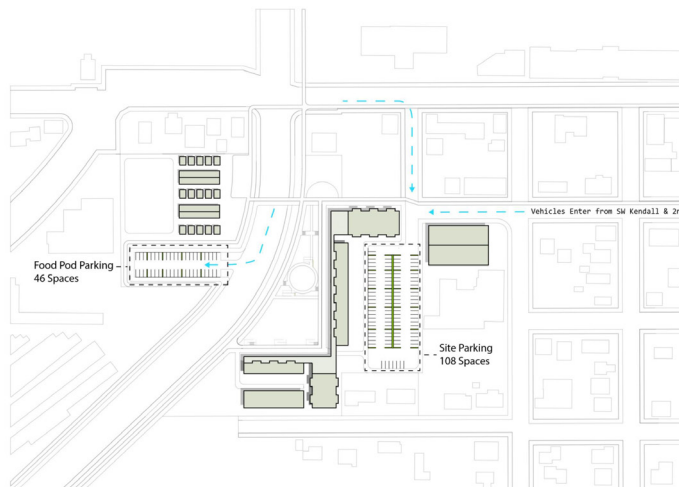 Vehicles Enter from SW Kendall & 2n
Food Pod Parking
46 Spaces
Site Parking
108 Spaces